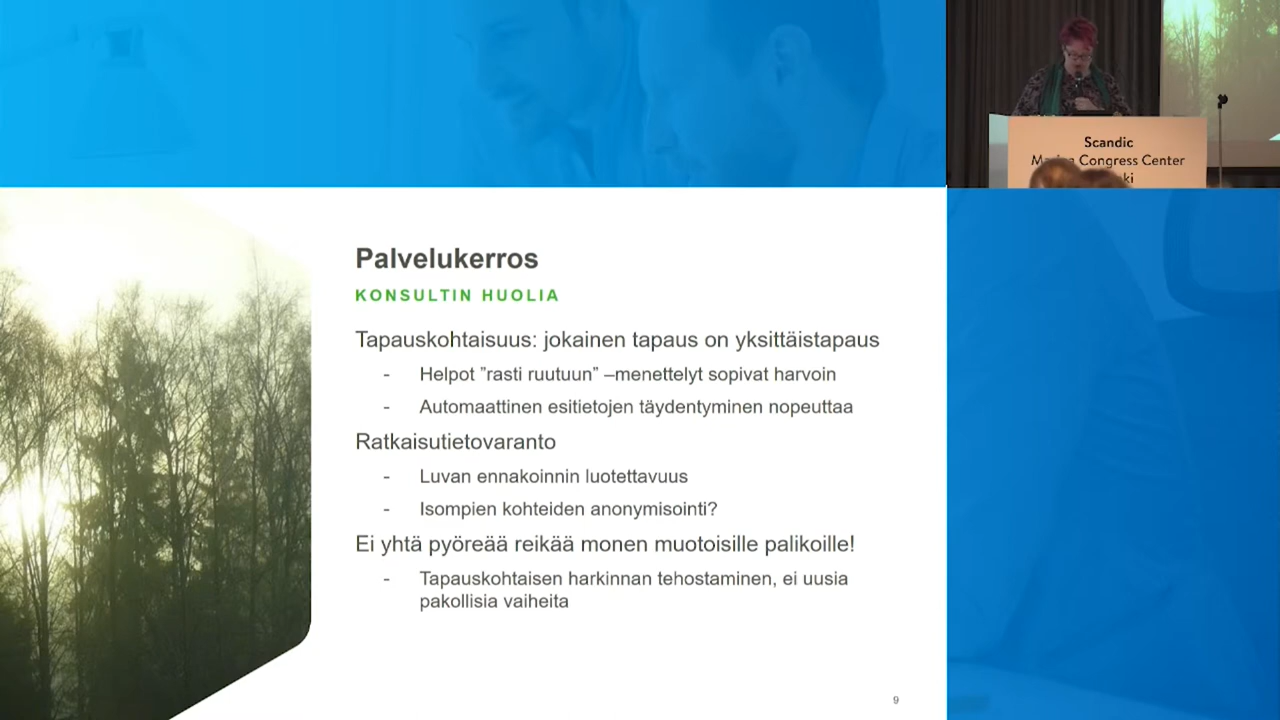 Scandic
Congress Center
Palvelukerros
KONSULTIN HUOLIA
Tapauskohtaisuus: jokainen tapaus on yksittäistapaus
- Helpot ”rasti ruutuun” –menettelyt sopivat harvoin
- Automaattinen esitietojen täydentyminen nopeuttaa
Ratkaisutietovaranto
- Luvan ennakoinnin luotettavuus
- Isompien kohteiden anonymisointi?
Ei yhtä pyöreää reikää monen muotoisille palikoille!
- Tapauskohtaisen harkinnan tehostaminen, ei uusia
pakollisia vaiheita
9